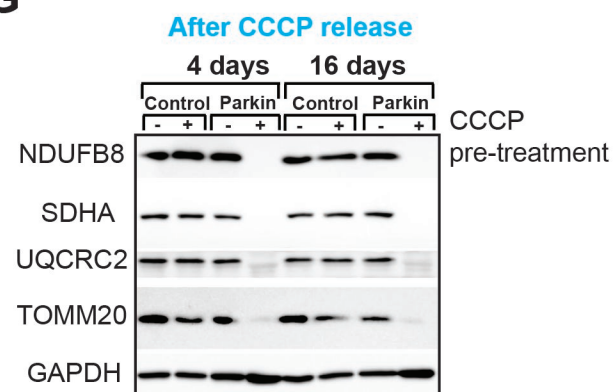 G
After CCCP release
4 days 16 days
Control Parkin Control Parkin
- + - + - + - + CCCP
pre-treatment
NDUFB8
SDHA
UQCRC2
TOMM20
GAPDH